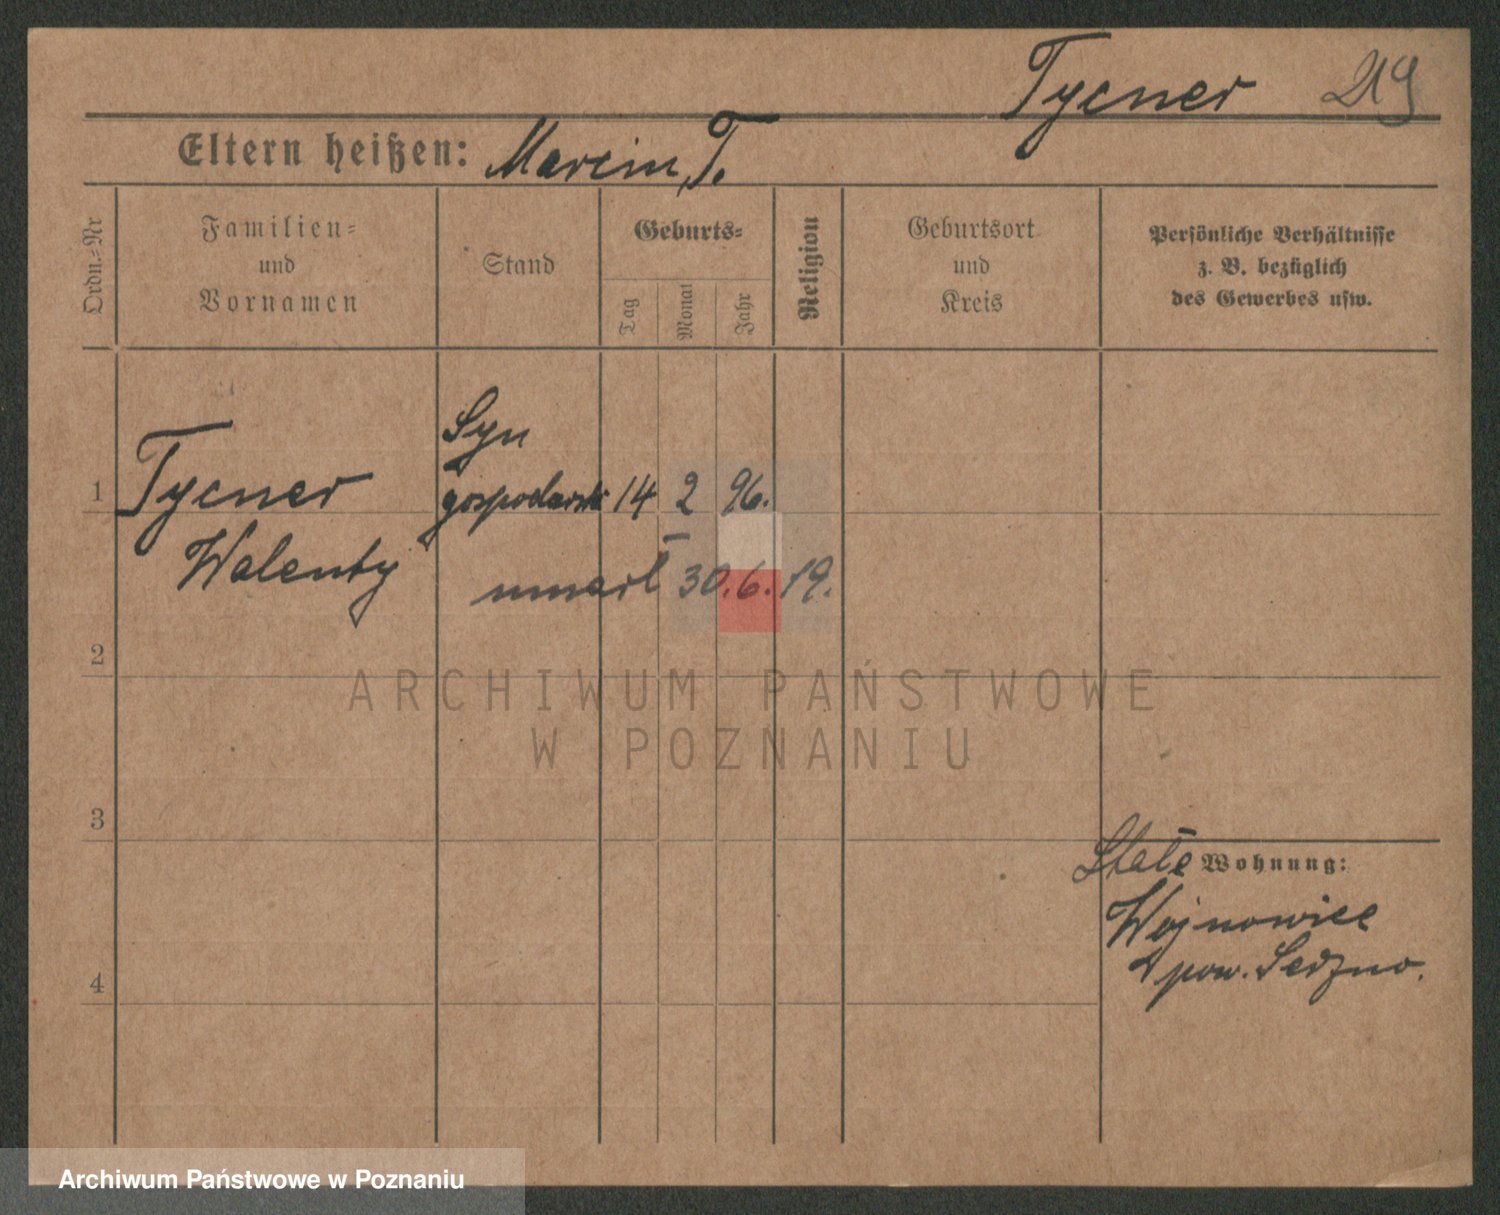 Tycner 219
Eltern heißen: Marcin, T.
Ordn.-Nr
Familien-
und
Vornamen
Stand
Geburts-
Tag
Monat
Jahr
Religion
Geburtsort
und
Kreis
Persönliche Verhältnisse
z. B. bezüglich
des Gewerbes usw.
Syn
1 Tycner gospodarski 14 2 96.
Walenty
umarł 30.6.19.
2
ARCHIWUM PAŃSTWOWE
W POZNANIU
3
Stałe Wohnung:
Wojnowice
4 pow.
Archiwum Państwowe w Poznaniu